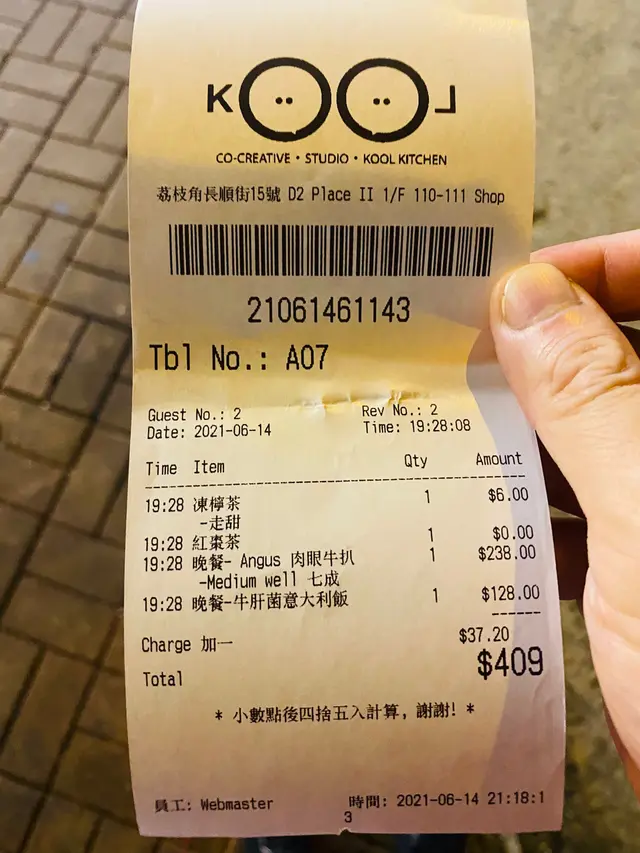 KOOL
CO-CREATIVE • STUDIO • KOOL KITCHEN
荔枝角長順街15號 D2 Place II 1/F 110-111 Shop
21061461143
Tbl No.: A07
Guest No.: 2 Rev No.: 2
Date: 2021-06-14 Time: 19:28:08
Time Item Qty Amount
19:28 凍檸茶 1 $6.00
-走甜
19:28 紅棗茶 1 $0.00
19:28 晚餐- Angus 肉眼牛扒 1 $238.00
-Medium well 七成
19:28 晚餐-牛肝菌意大利飯 1 $128.00
Charge 加一 $37.20
Total $409
* 小數點後四捨五入計算, 謝謝! *
員工: Webmaster 時間: 2021-06-14 21:18:1
3